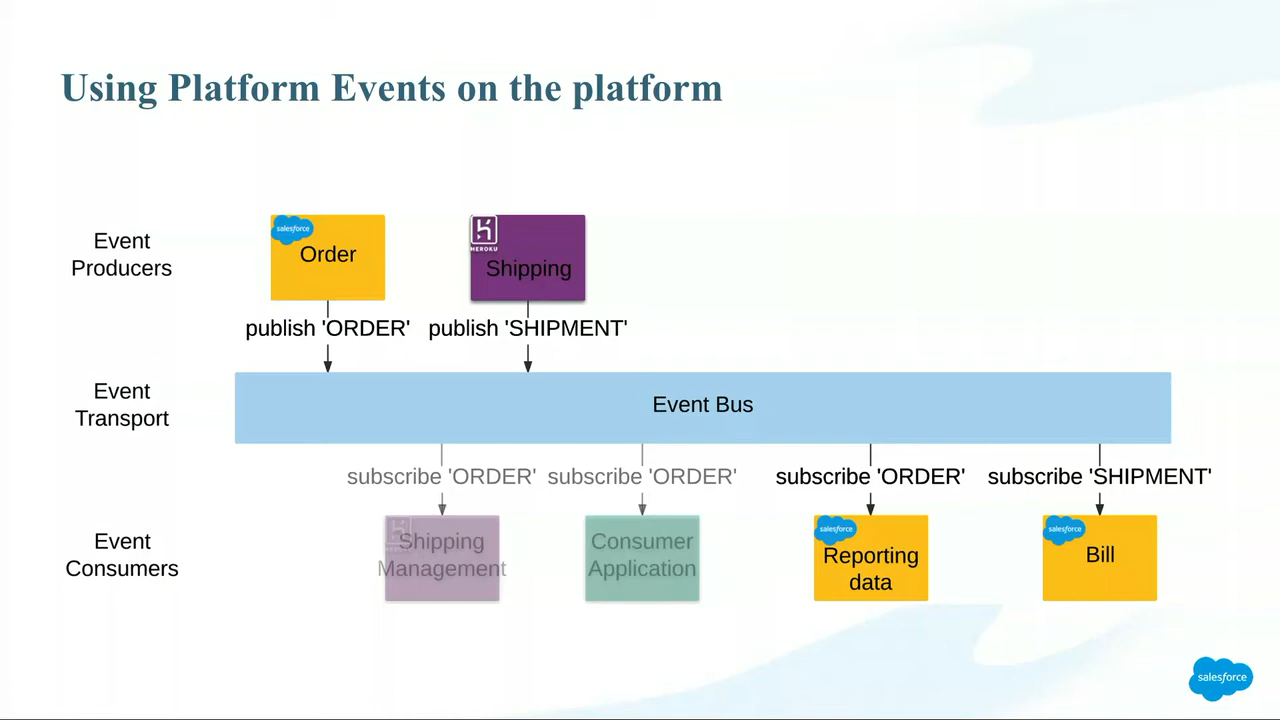 Using Platform Events on the platform
Event
Producers
salesforce
Order
HEROKU
Shipping
publish 'ORDER'
publish 'SHIPMENT'
Event
Transport
Event Bus
subscribe 'ORDER'
subscribe 'ORDER'
subscribe 'ORDER'
subscribe 'SHIPMENT'
Event
Consumers
HEROKU
Shipping
Management
Consumer
Application
salesforce
Reporting
data
salesforce
Bill
salesforce